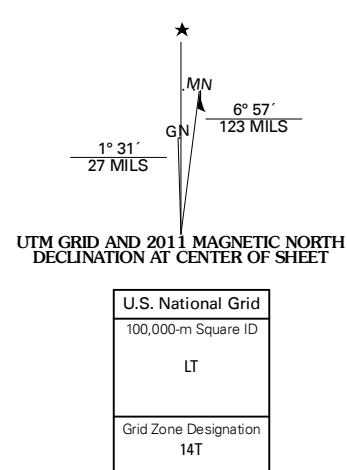 ★
MN
GN
6° 57´
123 MILS
1° 31´
27 MILS
UTM GRID AND 2011 MAGNETIC NORTH
DECLINATION AT CENTER OF SHEET
U.S. National Grid
100,000-m Square ID
LT
Grid Zone Designation
14T